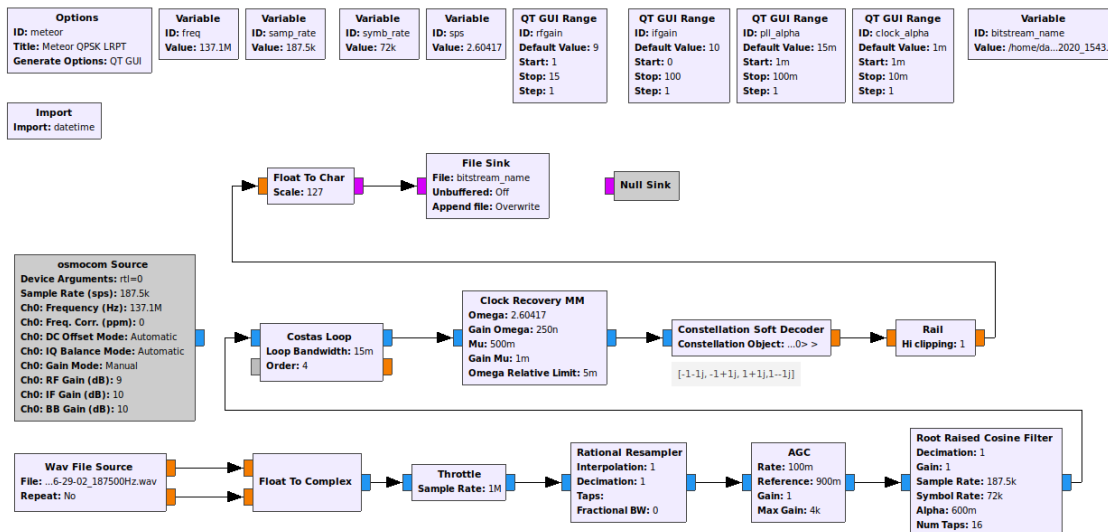 Options
ID: meteor
Title: Meteor QPSK LRPT
Generate Options: QT GUI
Variable
ID: freq
Value: 137.1M
Variable
ID: samp_rate
Value: 187.5k
Variable
ID: symb_rate
Value: 72k
Variable
ID: sps
Value: 2.60417
QT GUI Range
ID: rfgain
Default Value: 9
Start: 1
Stop: 15
Step: 1
QT GUI Range
ID: ifgain
Default Value: 10
Start: 0
Stop: 100
Step: 1
QT GUI Range
ID: pll_alpha
Default Value: 15m
Start: 1m
Stop: 100m
Step: 1
QT GUI Range
ID: clock_alpha
Default Value: 1m
Start: 1m
Stop: 10m
Step: 1
Variable
ID: bitstream_name
Value: /home/da...2020_1543.
Import
Import: datetime
Float To Char
Scale: 127
File Sink
File: bitstream_name
Unbuffered: Off
Append file: Overwrite
Null Sink
osmocom Source
Device Arguments: rtl=0
Sample Rate (sps): 187.5k
Ch0: Frequency (Hz): 137.1M
Ch0: Freq. Corr. (ppm): 0
Ch0: DC Offset Mode: Automatic
Ch0: IQ Balance Mode: Automatic
Ch0: Gain Mode: Manual
Ch0: RF Gain (dB): 9
Ch0: IF Gain (dB): 10
Ch0: BB Gain (dB): 10
Costas Loop
Loop Bandwidth: 15m
Order: 4
Clock Recovery MM
Omega: 2.60417
Gain Omega: 250n
Mu: 500m
Gain Mu: 1m
Omega Relative Limit: 5m
Constellation Soft Decoder
Constellation Object: ...0> >
[-1-1j, -1+1j, 1+1j,1--1j]
Rail
Hi clipping: 1
Wav File Source
File: ...6-29-02_187500Hz.wav
Repeat: No
Float To Complex
Throttle
Sample Rate: 1M
Rational Resampler
Interpolation: 1
Decimation: 1
Taps:
Fractional BW: 0
AGC
Rate: 100m
Reference: 900m
Gain: 1
Max Gain: 4k
Root Raised Cosine Filter
Decimation: 1
Gain: 1
Sample Rate: 187.5k
Symbol Rate: 72k
Alpha: 600m
Num Taps: 16